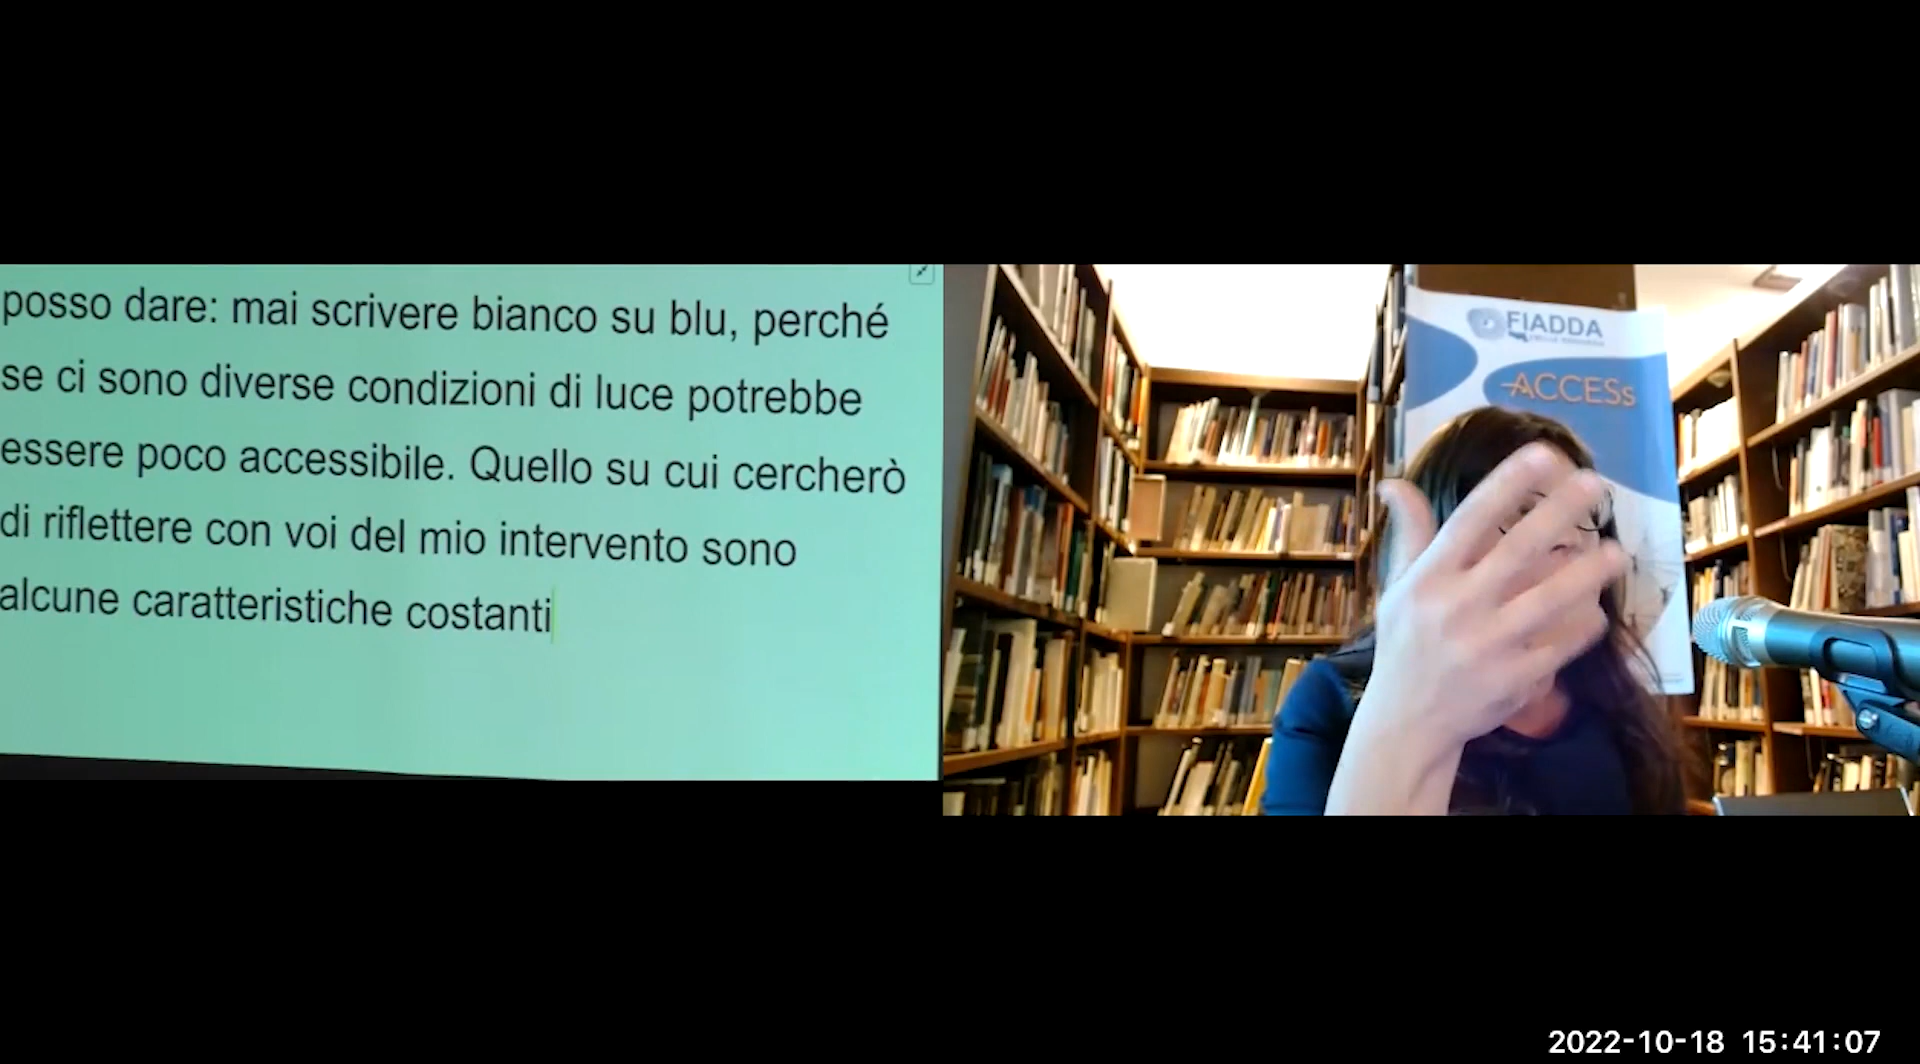 posso dare: mai scrivere bianco su blu, perché
se ci sono diverse condizioni di luce potrebbe
essere poco accessibile. Quello su cui cercherò
di riflettere con voi del mio intervento sono
alcune caratteristiche costanti
FIADDA
ACCESs
2022-10-18 15:41:07